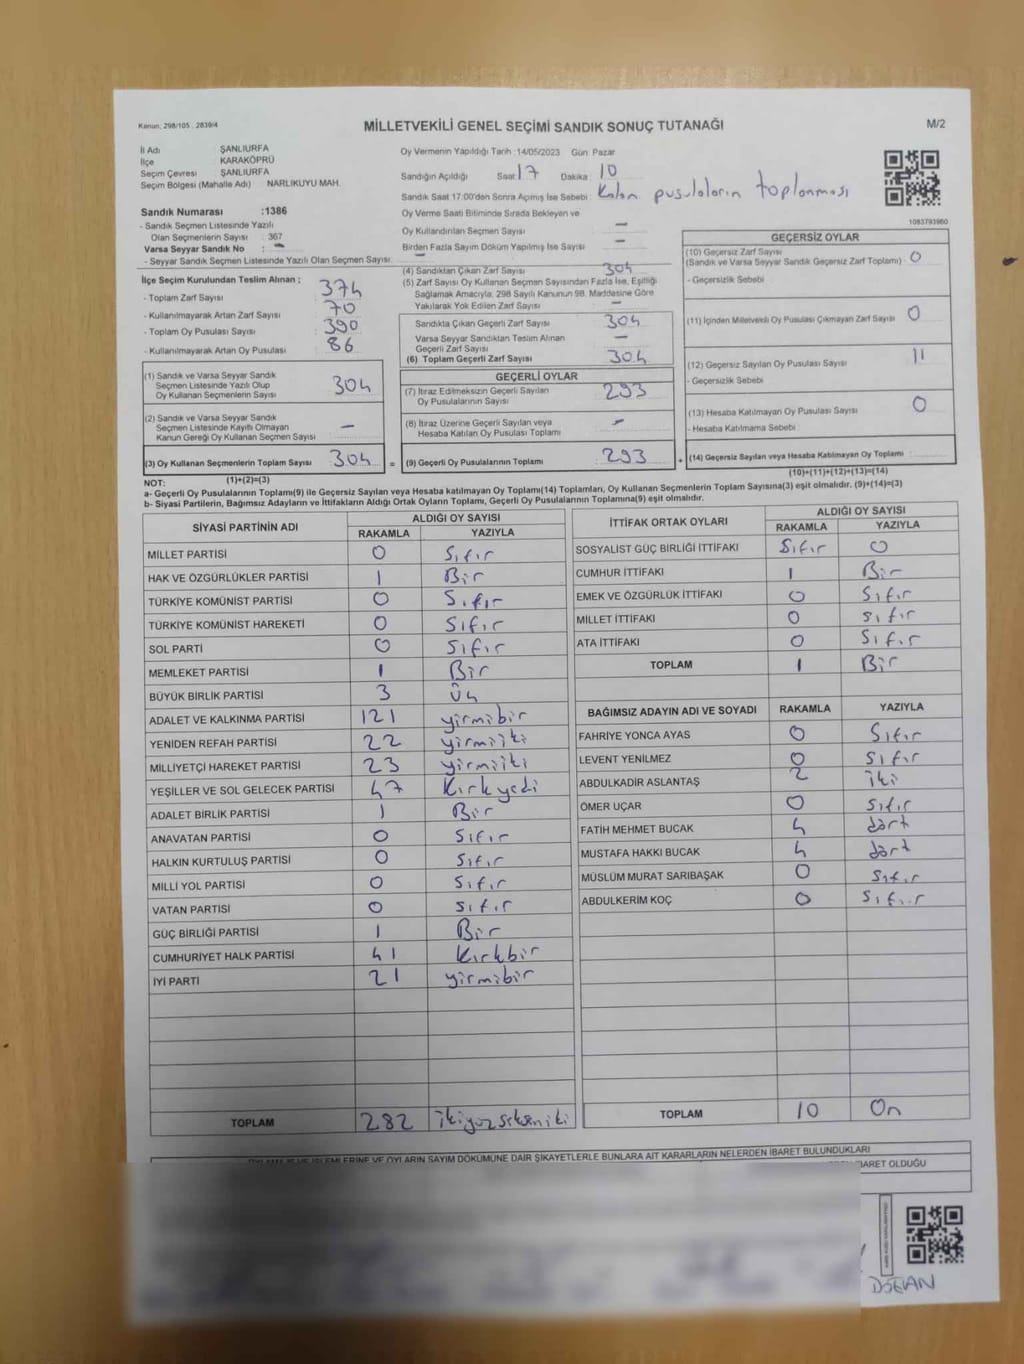 Kanun: 298/105 , 2839/4
MİLLETVEKİLİ GENEL SEÇİMİ SANDIK SONUÇ TUTANAĞI
M/2
İl Adı ŞANLIURFA
İlçe KARAKÖPRÜ
Seçim Çevresi ŞANLIURFA
Seçim Bölgesi (Mahalle Adı) NARLIKUYU MAH.
Sandık Numarası :1386
- Sandık Seçmen Listesinde Yazılı
Olan Seçmenlerin Sayısı : 367
Varsa Seyyar Sandık No : -
- Seyyar Sandık Seçmen Listesinde Yazılı Olan Seçmen Sayısı: -
Oy Vermenin Yapıldığı Tarih :14/05/2023 Gün: Pazar
Sandığın Açıldığı Saat: 17 Dakika: 10
Sandık Saat 17:00'den Sonra Açmış İse Sebebi: Kalan pusulaların toplanması
Oy Verme Saati Bitiminde Sırada Bekleyen ve
Oy Kullandırılan Seçmen Sayısı -
Birden Fazla Sayım Döküm Yapılmış İse Sayısı -
1083793960
İlçe Seçim Kurulundan Teslim Alınan ;
- Toplam Zarf Sayısı 374
- Kullanılmayarak Artan Zarf Sayısı 70
- Toplam Oy Pusulası Sayısı 390
- Kullanılmayarak Artan Oy Pusulası 86
(4) Sandıktan Çıkan Zarf Sayısı 304
(5) Zarf Sayısı Oy Kullanan Seçmen Sayısından Fazla İse, Eşitliği
Sağlamak Amacıyla, 298 Sayılı Kanunun 98. Maddesine Göre
Yakılarak Yok Edilen Zarf Sayısı -
Sandıkta Çıkan Geçerli Zarf Sayısı 304
Varsa Seyyar Sandıktan Teslim Alınan
Geçerli Zarf Sayısı -
(6) Toplam Geçerli Zarf Sayısı 304
GEÇERSİZ OYLAR
(10) Geçersiz Zarf Sayısı
(Sandık ve Varsa Seyyar Sandık Geçersiz Zarf Toplamı) : 0
- Geçersizlik Sebebi
(11) İçinden Milletvekili Oy Pusulası Çıkmayan Zarf Sayısı : 0
(12) Geçersiz Sayılan Oy Pusulası Sayısı 11
- Geçersizlik Sebebi
(13) Hesaba Katılmayan Oy Pusulası Sayısı 0
- Hesaba Katılmama Sebebi :
(14) Geçersiz Sayılan veya Hesaba Katılmayan Oy Toplamı :
(10)+(11)+(12)+(13)=(14)
(1) Sandık ve Varsa Seyyar Sandık
Seçmen Listesinde Yazılı Olup
Oy Kullanan Seçmenlerin Sayısı 304
(2) Sandık ve Varsa Seyyar Sandık
Seçmen Listesinde Kayıtlı Olmayan
Kanun Gereği Oy Kullanan Seçmen Sayısı -
(3) Oy Kullanan Seçmenlerin Toplam Sayısı 304 =
(1)+(2)=(3)
GEÇERLİ OYLAR
(7) İtiraz Edilmeksizin Geçerli Sayılan
Oy Pusulalarının Sayısı 293
(8) İtiraz Üzerine Geçerli Sayılan veya
Hesaba Katılan Oy Pusulası Toplamı -
(9) Geçerli Oy Pusulalarının Toplamı 293 +
NOT:
a- Geçerli Oy Pusulalarının Toplamı(9) ile Geçersiz Sayılan veya Hesaba katılmayan Oy Toplamı(14) Toplamları, Oy Kullanan Seçmenlerin Toplam Sayısına(3) eşit olmalıdır. (9)+(14)=(3)
b- Siyasi Partilerin, Bağımsız Adayların ve İttifakların Aldığı Ortak Oyların Toplamı, Geçerli Oy Pusulalarının Toplamına(9) eşit olmalıdır.
SİYASİ PARTİNİN ADI ALDIĞI OY SAYISI
RAKAMLA YAZIYLA
MİLLET PARTİSİ 0 Sıfır
HAK VE ÖZGÜRLÜKLER PARTİSİ 1 Bir
TÜRKİYE KOMÜNİST PARTİSİ 0 Sıfır
TÜRKİYE KOMÜNİST HAREKETİ 0 Sıfır
SOL PARTİ 0 Sıfır
MEMLEKET PARTİSİ 1 Bir
BÜYÜK BİRLİK PARTİSİ 3 Üç
ADALET VE KALKINMA PARTİSİ 121 yirmibir
YENİDEN REFAH PARTİSİ 22 yirmiiki
MİLLİYETÇİ HAREKET PARTİSİ 23 yirmiiki
YEŞİLLER VE SOL GELECEK PARTİSİ 47 Kırkyedi
ADALET BİRLİK PARTİSİ 1 Bir
ANAVATAN PARTİSİ 0 Sıfır
HALKIN KURTULUŞ PARTİSİ 0 Sıfır
MİLLİ YOL PARTİSİ 0 Sıfır
VATAN PARTİSİ 0 Sıfır
GÜÇ BİRLİĞİ PARTİSİ 1 Bir
CUMHURİYET HALK PARTİSİ 41 Kırkbir
İYİ PARTİ 21 yirmibir
TOPLAM 282 ikiyüzsekseniki
İTTİFAK ORTAK OYLARI ALDIĞI OY SAYISI
RAKAMLA YAZIYLA
SOSYALİST GÜÇ BİRLİĞİ İTTİFAKI Sıfır 0
CUMHUR İTTİFAKI 1 Bir
EMEK VE ÖZGÜRLÜK İTTİFAKI 0 Sıfır
MİLLET İTTİFAKI 0 Sıfır
ATA İTTİFAKI 0 Sıfır
TOPLAM 1 Bir
BAĞIMSIZ ADAYIN ADI VE SOYADI RAKAMLA YAZIYLA
FAHRİYE YONCA AYAS 0 Sıfır
LEVENT YENİLMEZ 0 Sıfır
ABDULKADİR ASLANTAŞ 2 iki
ÖMER UÇAR 0 Sıfır
FATİH MEHMET BUCAK 4 dört
MUSTAFA HAKKI BUCAK 4 dört
MÜSLÜM MURAT SARIBAŞAK 0 Sıfır
ABDULKERİM KOÇ 0 Sıfır
TOPLAM 10 On
OYLARIN SAYIM DÖKÜMÜNE DAİR ŞİKAYETLERLE BUNLARA AİT KARARLARIN NELERDEN İBARET BULUNDUKLARI
İBARET OLDUĞU
DOĞAN